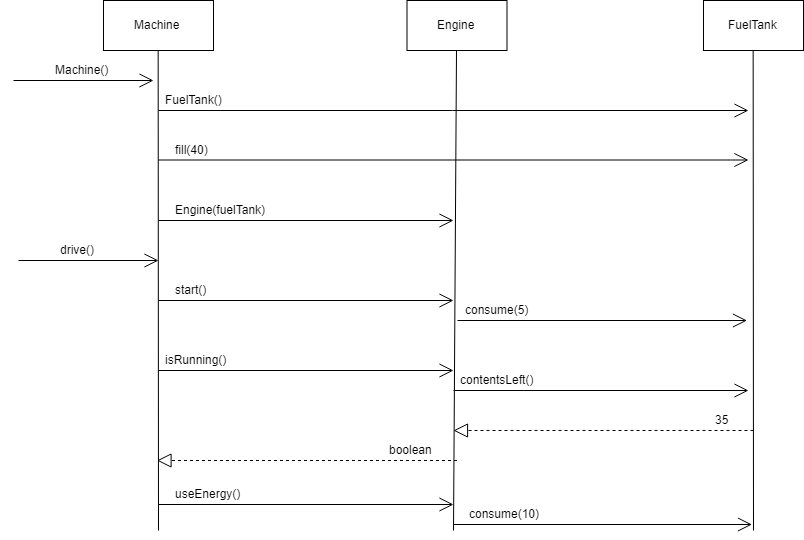 Machine
Engine
FuelTank
Machine()
FuelTank()
fill(40)
Engine(fuelTank)
drive()
start()
consume(5)
isRunning()
contentsLeft()
35
boolean
useEnergy()
consume(10)